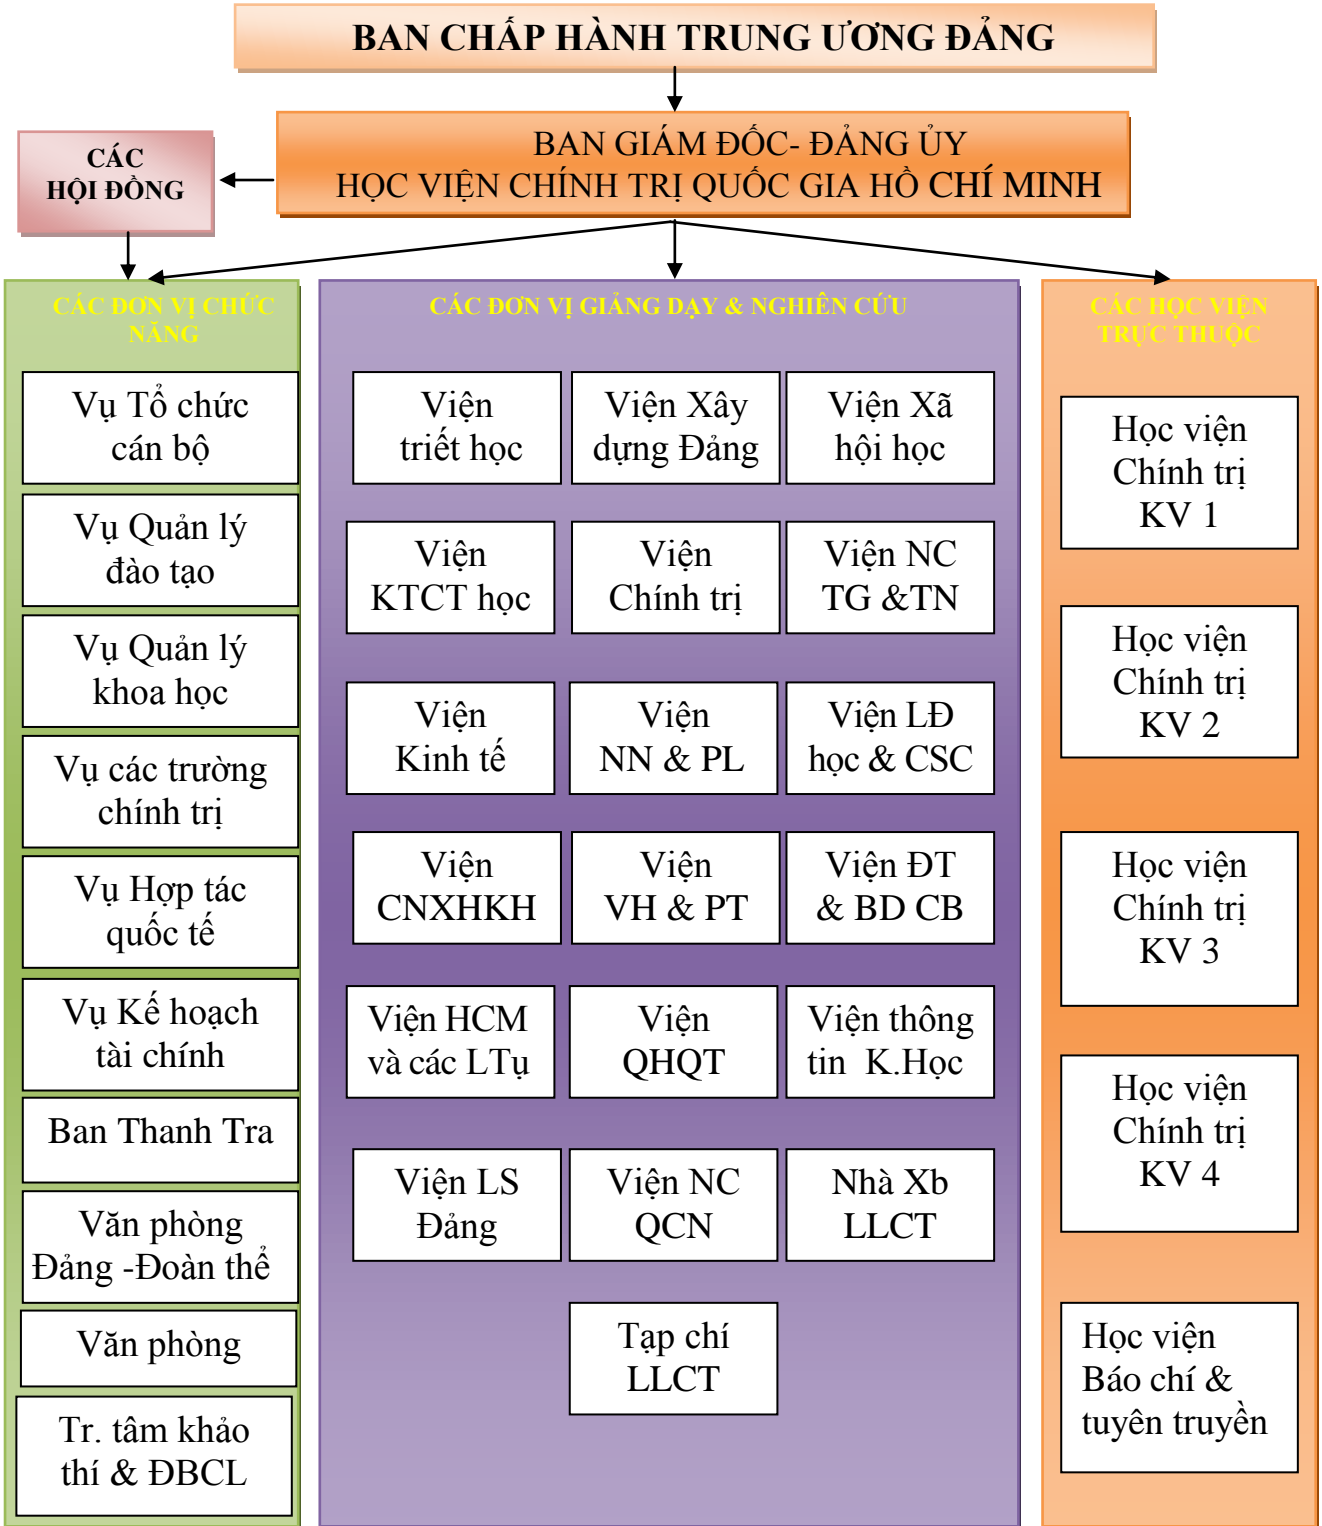 BAN CHẤP HÀNH TRUNG ƯƠNG ĐẢNG
BAN GIÁM ĐỐC- ĐẢNG ỦY
HỌC VIỆN CHÍNH TRỊ QUỐC GIA HỒ CHÍ MINH
CÁC
HỘI ĐỒNG
CÁC ĐƠN VỊ CHỨC
NĂNG
Vụ Tổ chức
cán bộ
Vụ Quản lý
đào tạo
Vụ Quản lý
khoa học
Vụ các trường
chính trị
Vụ Hợp tác
quốc tế
Vụ Kế hoạch
tài chính
Ban Thanh Tra
Văn phòng
Đảng -Đoàn thể
Văn phòng
Tr. tâm khảo
thí & ĐBCL
CÁC ĐƠN VỊ GIẢNG DẠY & NGHIÊN CỨU
Viện
triết học
Viện Xây
dựng Đảng
Viện Xã
hội học
Viện
KTCT học
Viện
Chính trị
Viện NC
TG &TN
Viện
Kinh tế
Viện
NN & PL
Viện LĐ
học & CSC
Viện
CNXHKH
Viện
VH & PT
Viện ĐT
& BD CB
Viện HCM
và các LTụ
Viện
QHQT
Viện thông
tin K.Học
Viện LS
Đảng
Viện NC
QCN
Nhà Xb
LLCT
Tạp chí
LLCT
CÁC HỌC VIỆN
TRỰC THUỘC
Học viện
Chính trị
KV 1
Học viện
Chính trị
KV 2
Học viện
Chính trị
KV 3
Học viện
Chính trị
KV 4
Học viện
Báo chí &
tuyên truyền